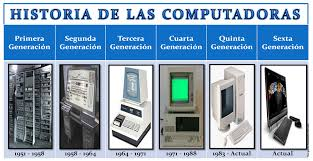 HISTORIA DE LAS COMPUTADORAS
Primera Generación
Segunda Generación
Tercera Generación
Cuarta Generación
Quinta Generación
Sexta Generación
1951 - 1958
1958 - 1964
1964 - 1971
1971 - 1988
1983 - Actual
Actual